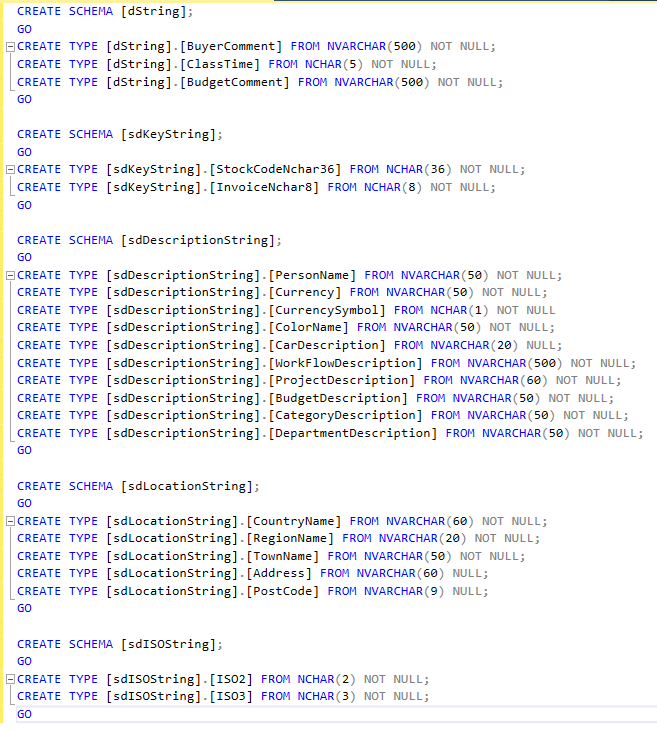 CREATE SCHEMA [dString];
GO
CREATE TYPE [dString].[BuyerComment] FROM NVARCHAR(500) NOT NULL;
CREATE TYPE [dString].[ClassTime] FROM NCHAR(5) NOT NULL;
CREATE TYPE [dString].[BudgetComment] FROM NVARCHAR(500) NOT NULL;
GO
CREATE SCHEMA [sdKeyString];
GO
CREATE TYPE [sdKeyString].[StockCodeNchar36] FROM NCHAR(36) NOT NULL;
CREATE TYPE [sdKeyString].[InvoiceNchar8] FROM NCHAR(8) NOT NULL;
GO
CREATE SCHEMA [sdDescriptionString];
GO
CREATE TYPE [sdDescriptionString].[PersonName] FROM NVARCHAR(50) NOT NULL;
CREATE TYPE [sdDescriptionString].[Currency] FROM NVARCHAR(50) NOT NULL;
CREATE TYPE [sdDescriptionString].[CurrencySymbol] FROM NCHAR(1) NOT NULL
CREATE TYPE [sdDescriptionString].[ColorName] FROM NVARCHAR(50) NOT NULL;
CREATE TYPE [sdDescriptionString].[CarDescription] FROM NVARCHAR(20) NULL;
CREATE TYPE [sdDescriptionString].[WorkFlowDescription] FROM NVARCHAR(500) NOT NULL;
CREATE TYPE [sdDescriptionString].[ProjectDescription] FROM NVARCHAR(60) NOT NULL;
CREATE TYPE [sdDescriptionString].[BudgetDescription] FROM NVARCHAR(50) NOT NULL;
CREATE TYPE [sdDescriptionString].[CategoryDescription] FROM NVARCHAR(50) NOT NULL;
CREATE TYPE [sdDescriptionString].[DepartmentDescription] FROM NVARCHAR(50) NOT NULL;
GO
CREATE SCHEMA [sdLocationString];
GO
CREATE TYPE [sdLocationString].[CountryName] FROM NVARCHAR(60) NOT NULL;
CREATE TYPE [sdLocationString].[RegionName] FROM NVARCHAR(20) NOT NULL;
CREATE TYPE [sdLocationString].[TownName] FROM NVARCHAR(50) NOT NULL;
CREATE TYPE [sdLocationString].[Address] FROM NVARCHAR(60) NULL;
CREATE TYPE [sdLocationString].[PostCode] FROM NVARCHAR(9) NULL;
GO
CREATE SCHEMA [sdISOString];
GO
CREATE TYPE [sdISOString].[ISO2] FROM NCHAR(2) NOT NULL;
CREATE TYPE [sdISOString].[ISO3] FROM NCHAR(3) NOT NULL;
GO